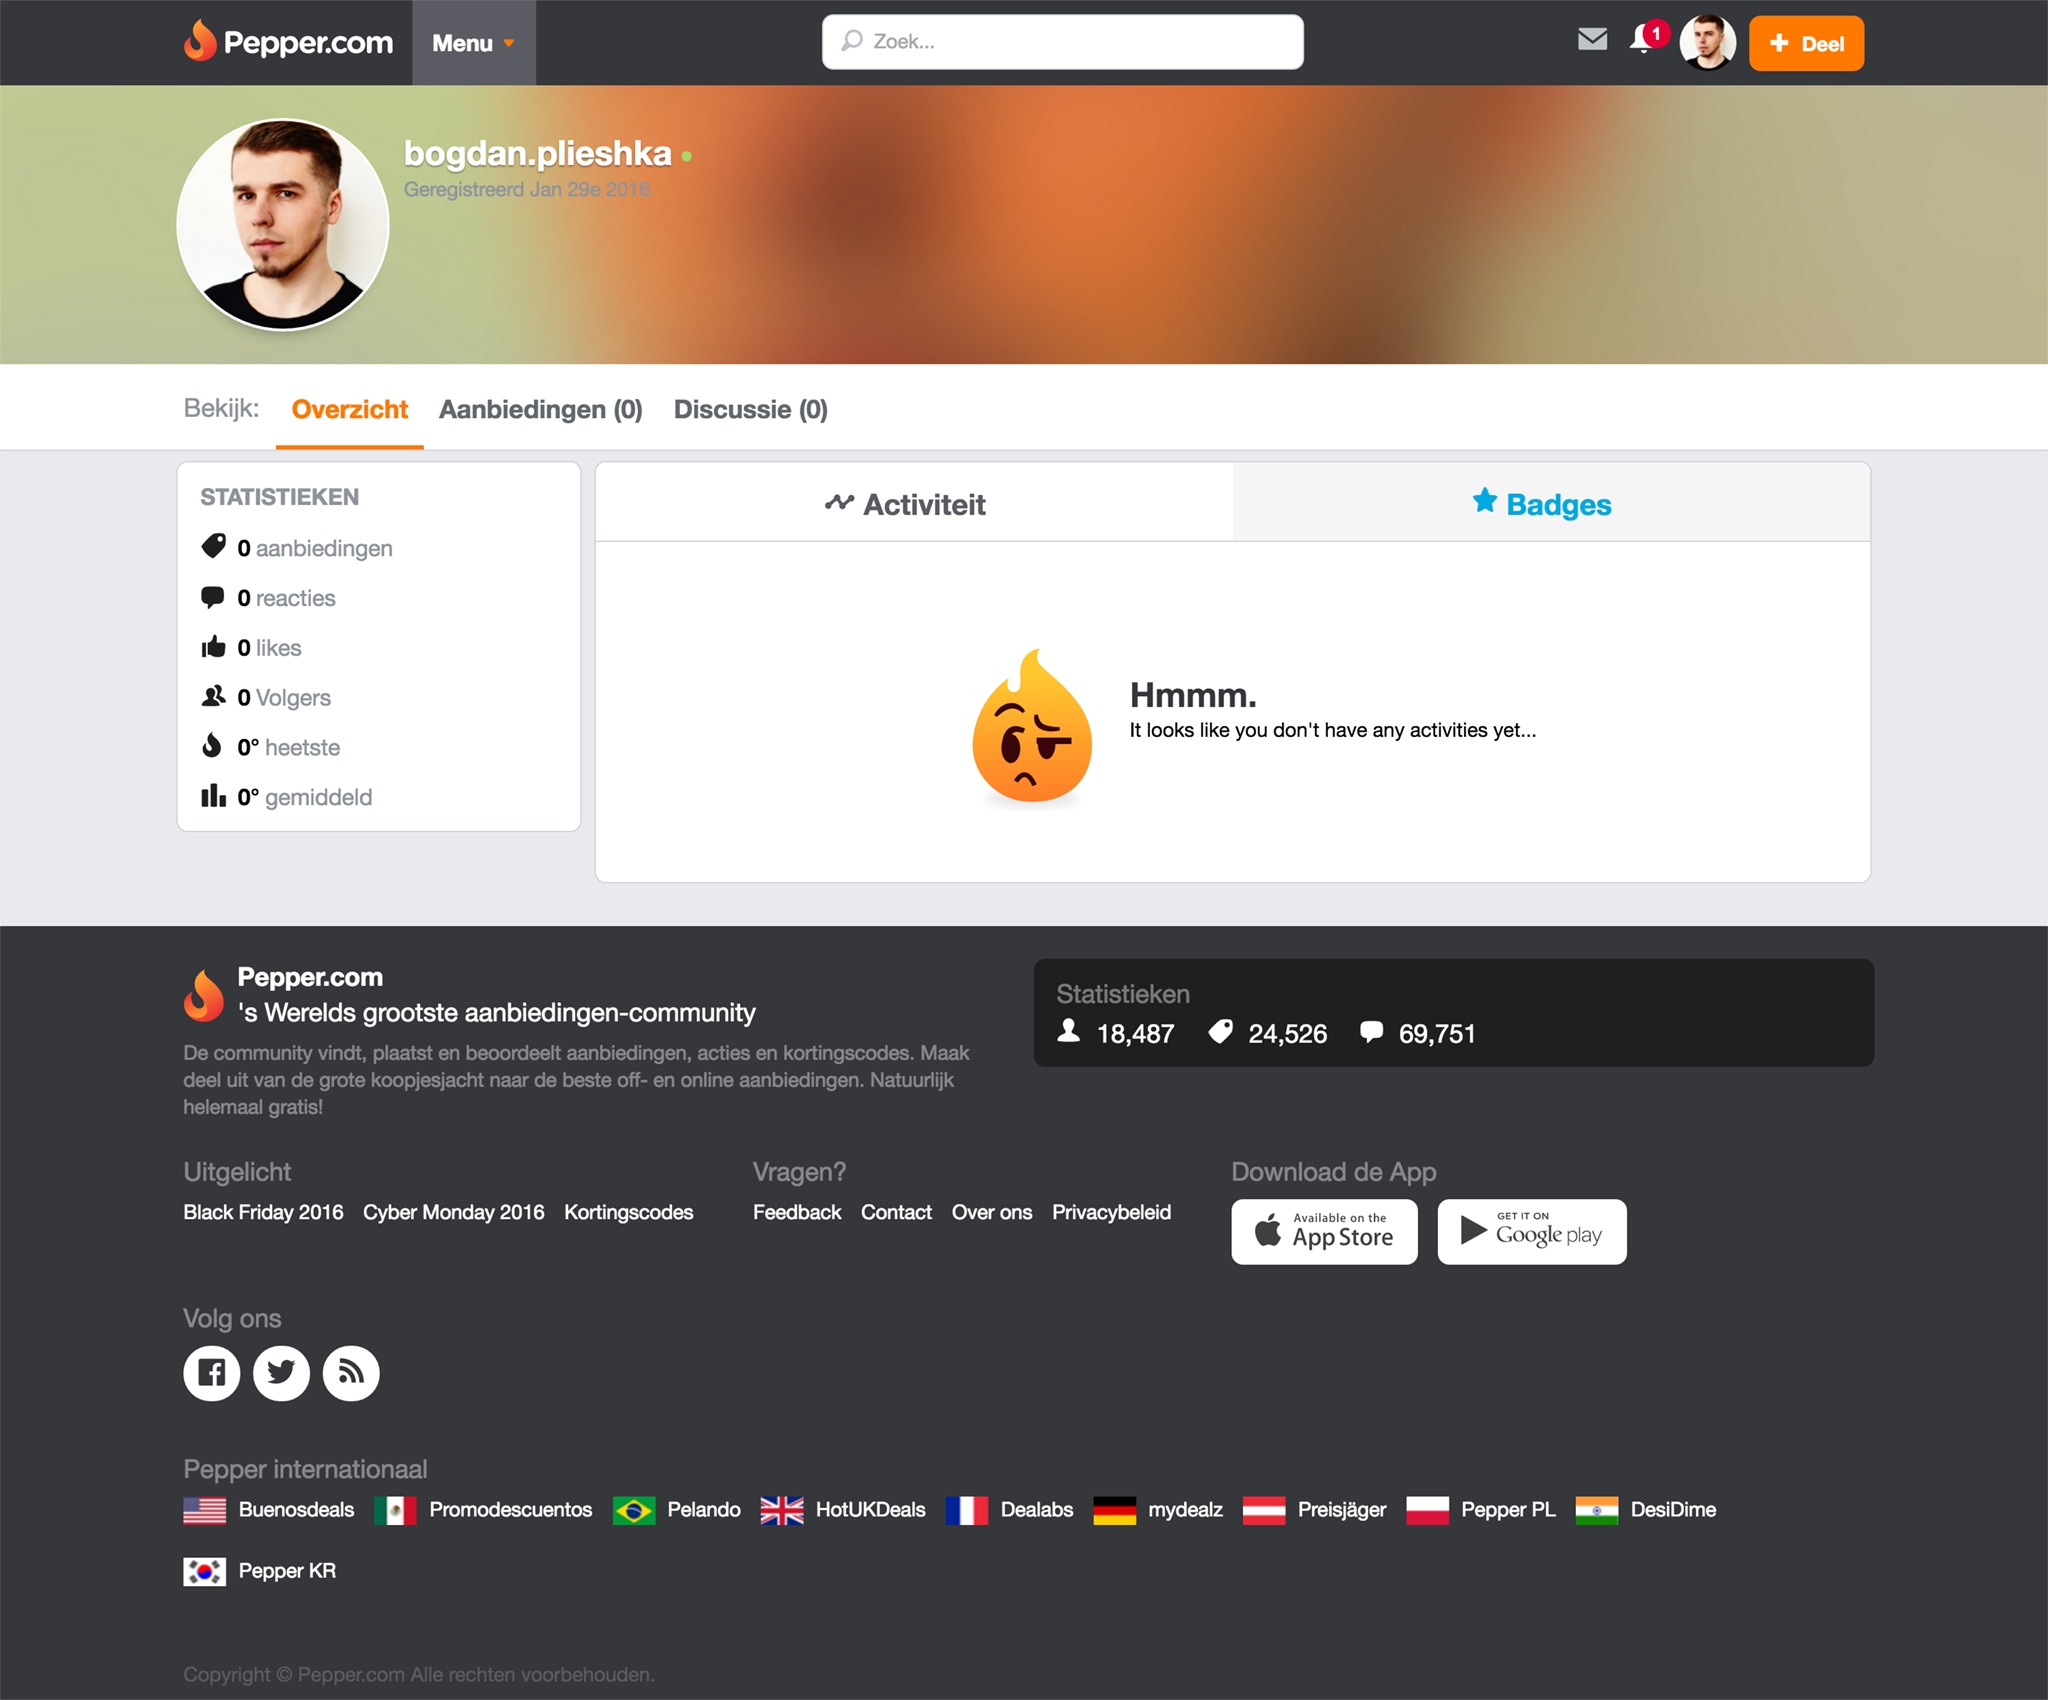 Pepper.com
Menu
Zoek...
1
Deel
bogdan.plieshka
Geregistreerd Jan 29e 2016
Bekijk: Overzicht Aanbiedingen (0) Discussie (0)
STATISTIEKEN
0 aanbiedingen
0 reacties
0 likes
0 Volgers
0° heetste
0° gemiddeld
Activiteit
Badges
Hmmm.
It looks like you don't have any activities yet...
Pepper.com
's Werelds grootste aanbiedingen-community
De community vindt, plaatst en beoordeelt aanbiedingen, acties en kortingscodes. Maak
deel uit van de grote koopjesjacht naar de beste off- en online aanbiedingen. Natuurlijk
helemaal gratis!
Statistieken
18,487 24,526 69,751
Uitgelicht
Black Friday 2016 Cyber Monday 2016 Kortingscodes
Vragen?
Feedback Contact Over ons Privacybeleid
Download de App
Available on the
App Store
GET IT ON
Google play
Volg ons
Pepper internationaal
Buenosdeals Promodescuentos Pelando HotUKDeals Dealabs mydealz Preisjäger Pepper PL DesiDime
Pepper KR
Copyright © Pepper.com Alle rechten voorbehouden.